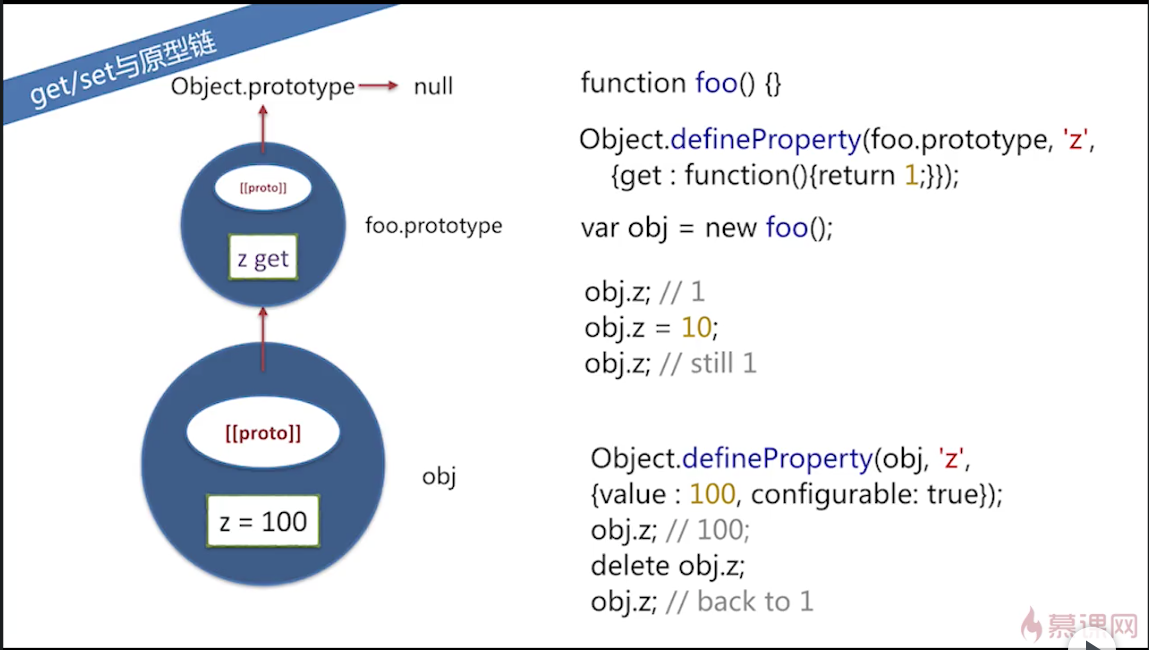 get/set与原型链
Object.prototype
null
[[proto]]
z get
foo.prototype
[[proto]]
z = 100
obj
function foo() {}
Object.defineProperty(foo.prototype, 'z',
{get : function(){return 1;}});
var obj = new foo();
obj.z; // 1
obj.z = 10;
obj.z; // still 1
Object.defineProperty(obj, 'z',
{value : 100, configurable: true});
obj.z; // 100;
delete obj.z;
obj.z; // back to 1
慕课网